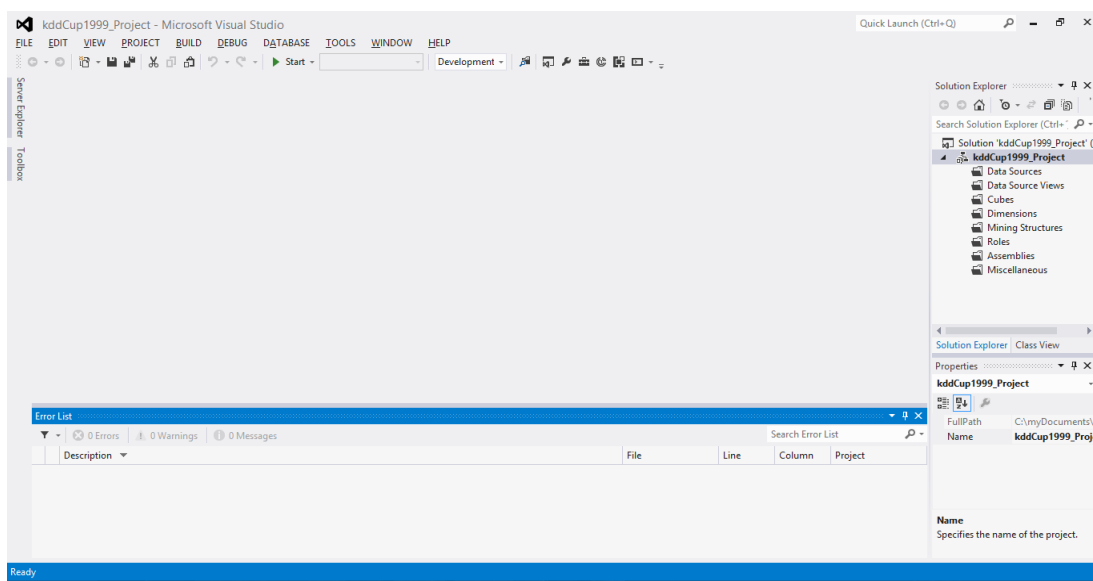 kddCup1999_Project - Microsoft Visual Studio
Quick Launch (Ctrl+Q)
FILE EDIT VIEW PROJECT BUILD DEBUG DATABASE TOOLS WINDOW HELP
Start
Development
Server Explorer
Toolbox
Solution Explorer
Search Solution Explorer (Ctrl+
Solution 'kddCup1999_Project' (
kddCup1999_Project
Data Sources
Data Source Views
Cubes
Dimensions
Mining Structures
Roles
Assemblies
Miscellaneous
Solution Explorer Class View
Properties
kddCup1999_Project
FullPath C:\myDocuments\
Name kddCup1999_Proj
Name
Specifies the name of the project.
Error List
0 Errors 0 Warnings 0 Messages
Search Error List
Description File Line Column Project
Ready